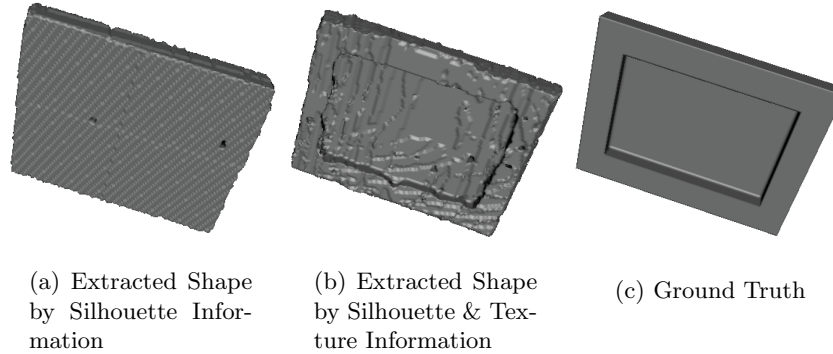 (a) Extracted Shape
by Silhouette Infor-
mation
(b) Extracted Shape
by Silhouette & Tex-
ture Information
(c) Ground Truth